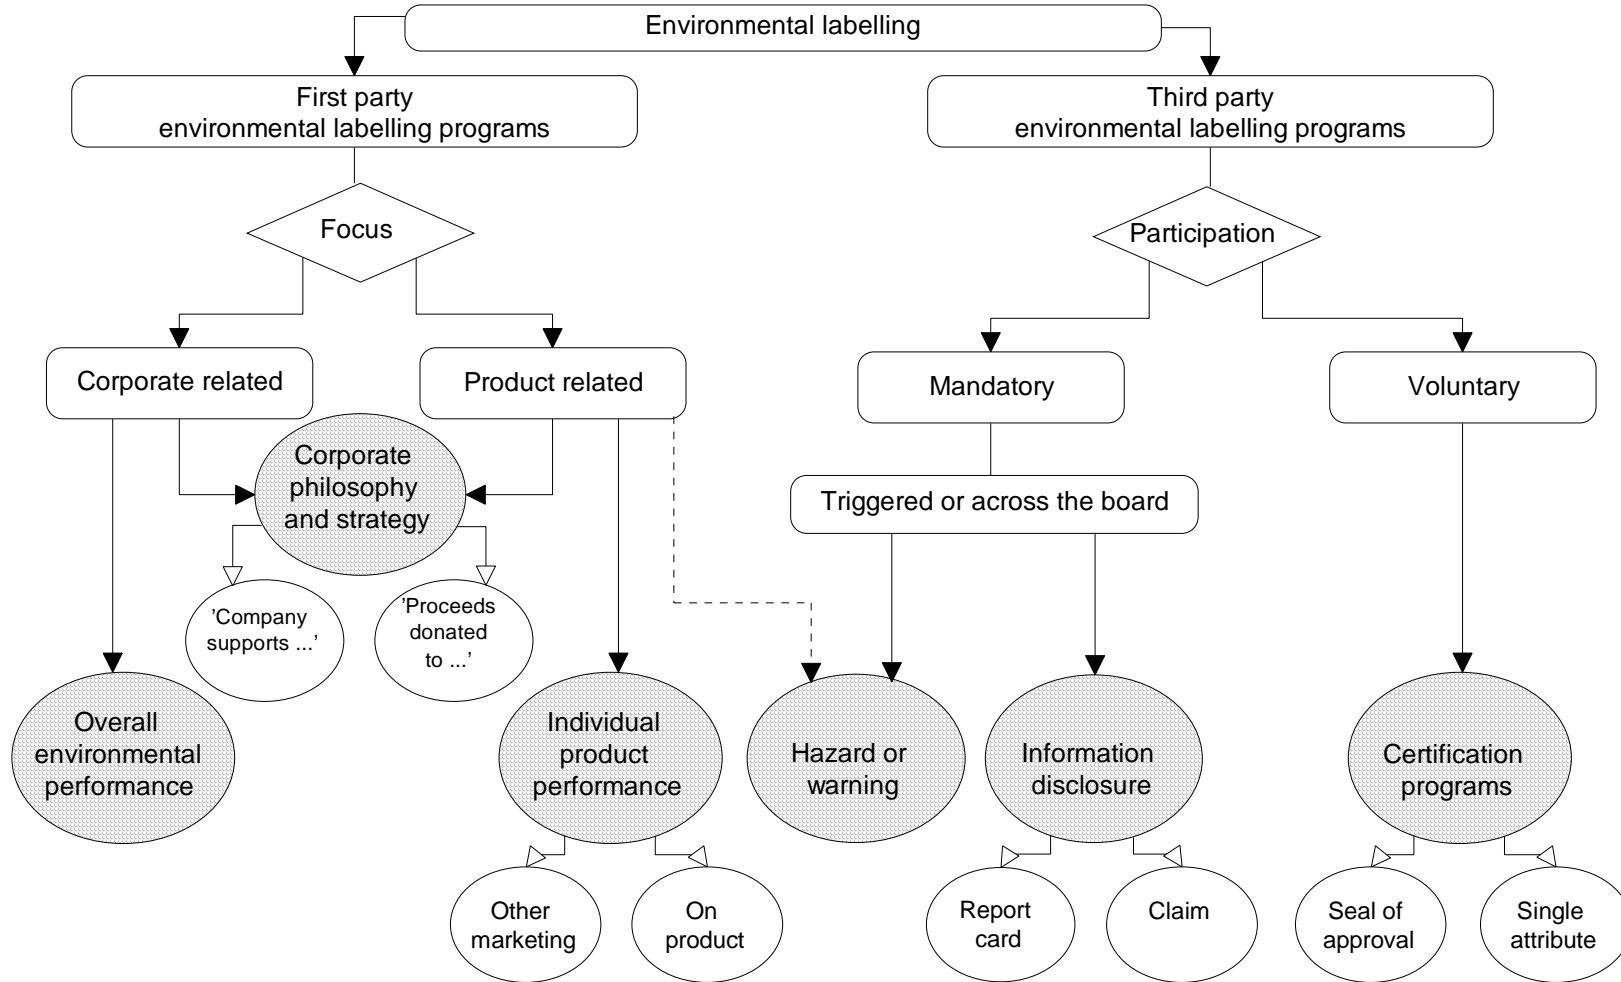 Environmental labelling
First party
environmental labelling programs
Third party
environmental labelling programs
Focus
Participation
Corporate related
Product related
Mandatory
Voluntary
Corporate
philosophy
and strategy
Triggered or across the board
’Company
supports ...’
’Proceeds
donated
to ...’
Overall
environmental
performance
Individual
product
performance
Hazard or
warning
Information
disclosure
Certification
programs
Other
marketing
On
product
Report
card
Claim
Seal of
approval
Single
attribute